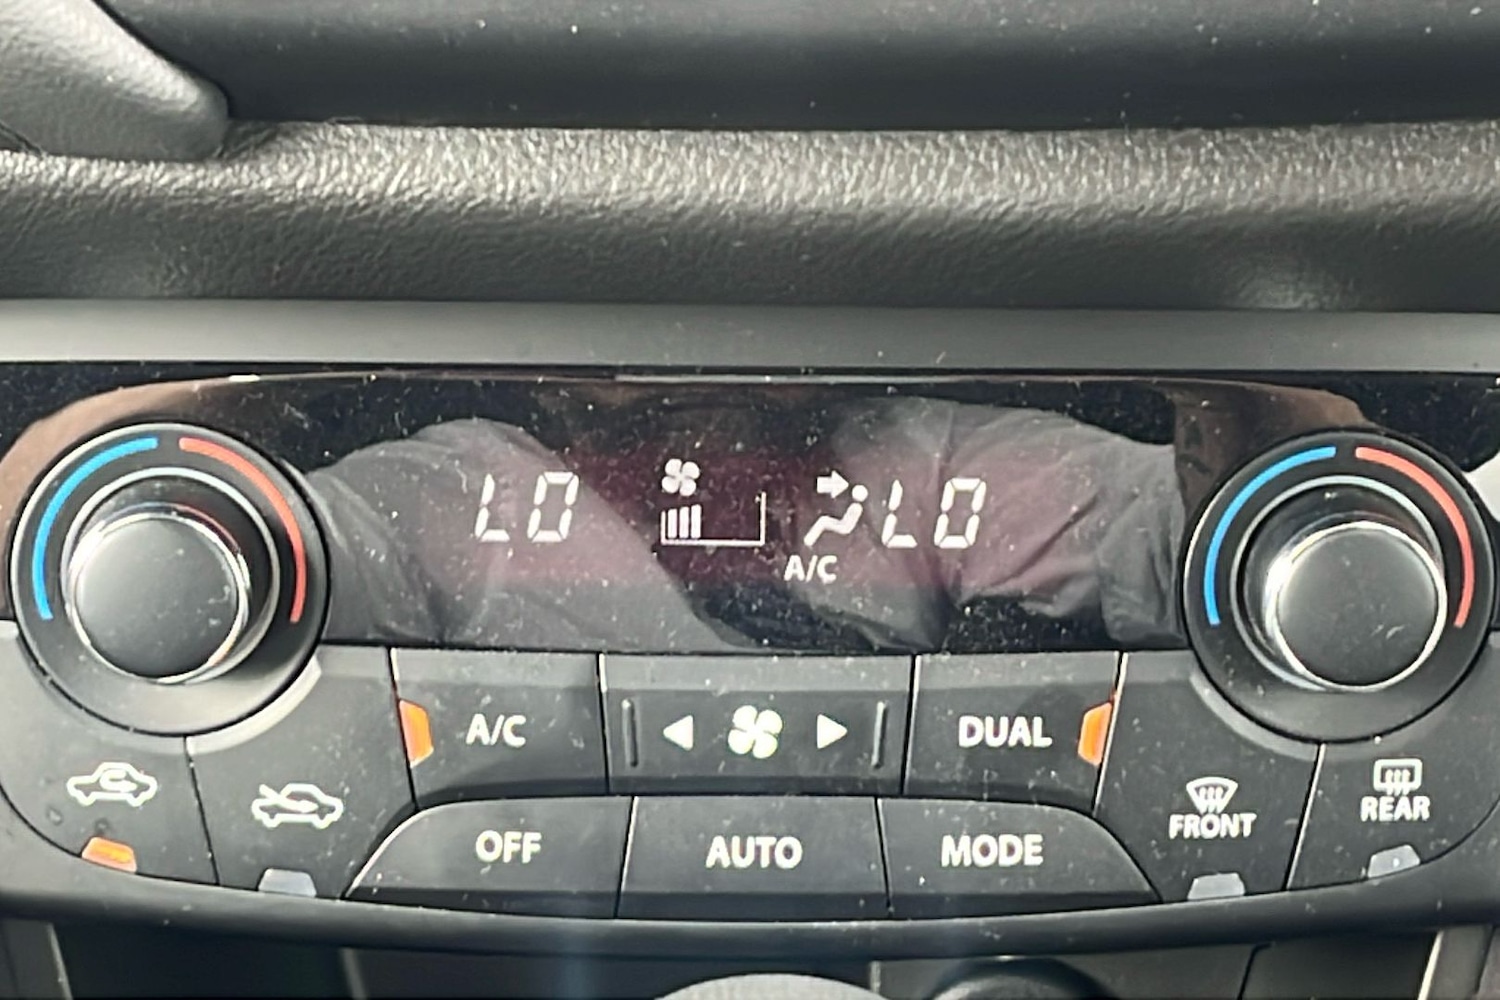 LO LO
A/C
A/C DUAL
OFF AUTO MODE
FRONT
REAR